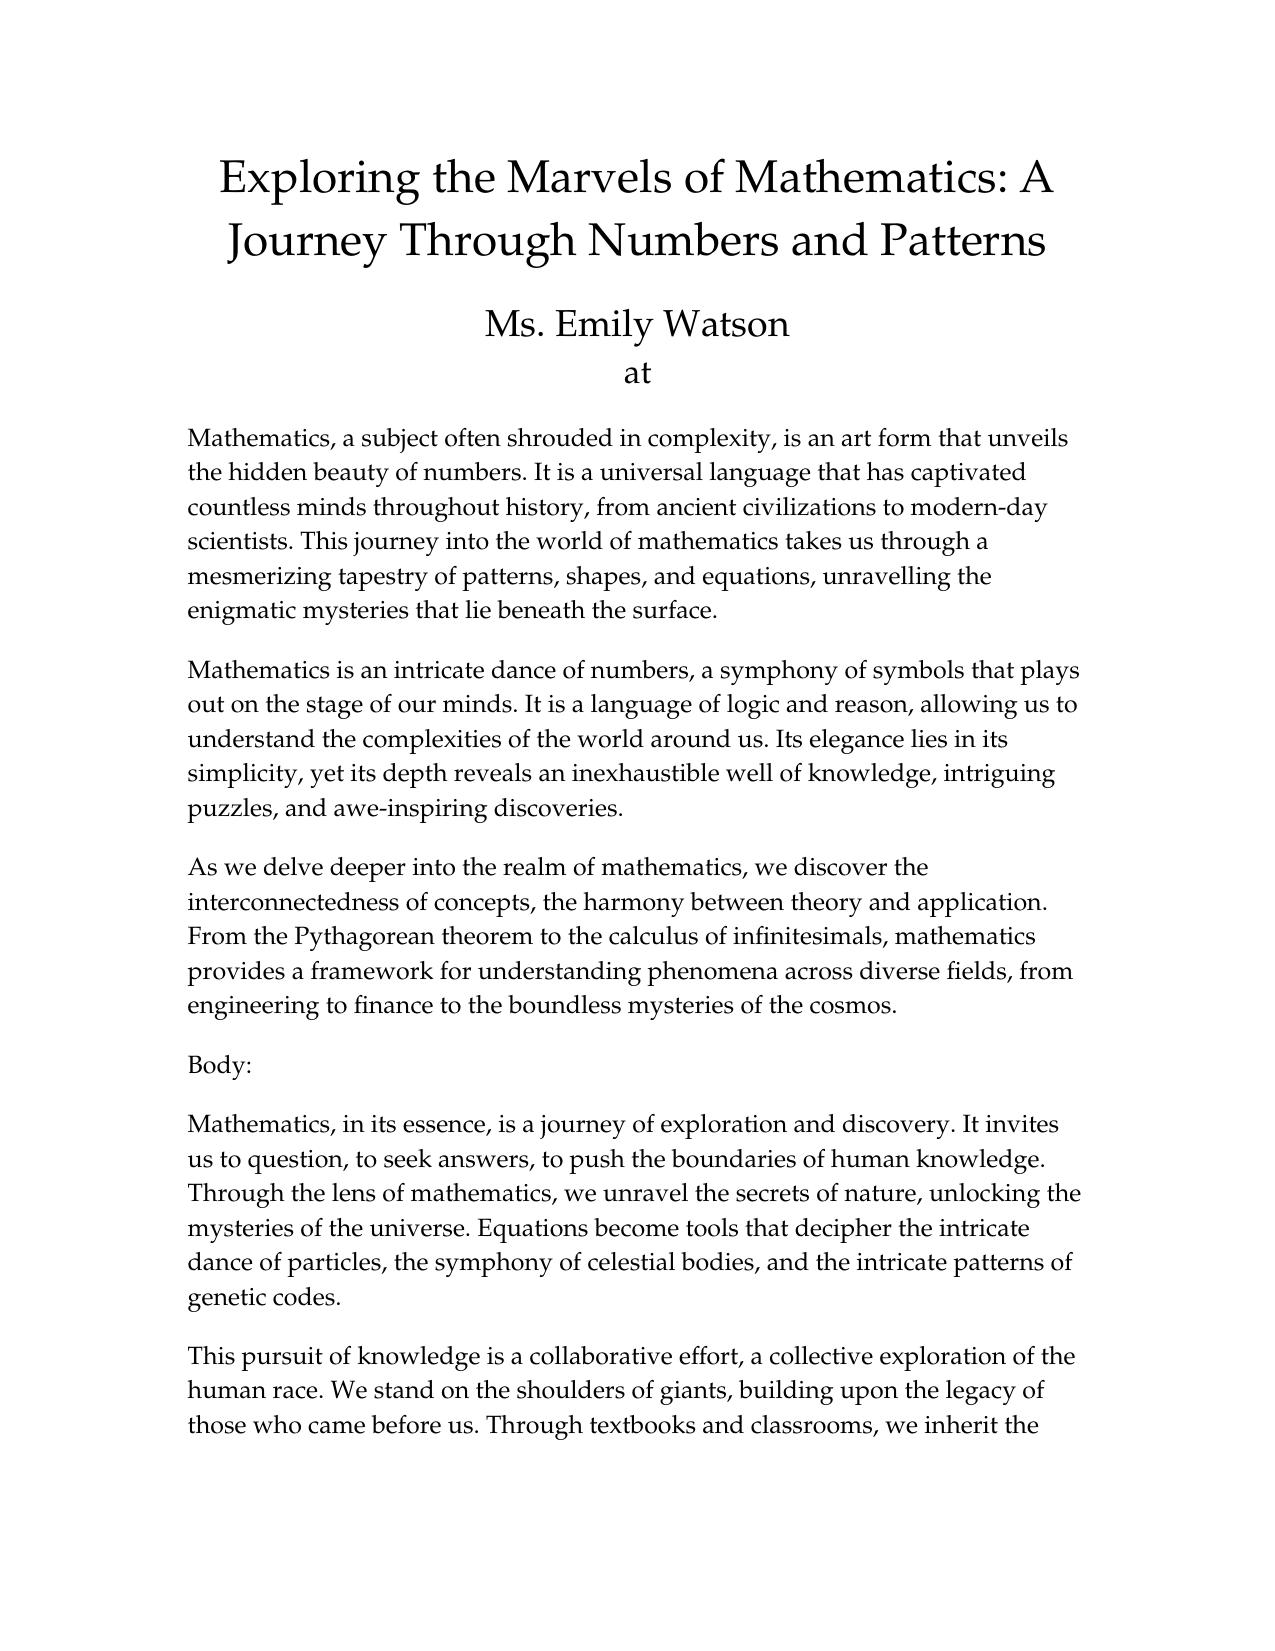 Exploring the Marvels of Mathematics: A
Journey Through Numbers and Patterns
Ms. Emily Watson
at
Mathematics, a subject often shrouded in complexity, is an art form that unveils
the hidden beauty of numbers. It is a universal language that has captivated
countless minds throughout history, from ancient civilizations to modern-day
scientists. This journey into the world of mathematics takes us through a
mesmerizing tapestry of patterns, shapes, and equations, unravelling the
enigmatic mysteries that lie beneath the surface.
Mathematics is an intricate dance of numbers, a symphony of symbols that plays
out on the stage of our minds. It is a language of logic and reason, allowing us to
understand the complexities of the world around us. Its elegance lies in its
simplicity, yet its depth reveals an inexhaustible well of knowledge, intriguing
puzzles, and awe-inspiring discoveries.
As we delve deeper into the realm of mathematics, we discover the
interconnectedness of concepts, the harmony between theory and application.
From the Pythagorean theorem to the calculus of infinitesimals, mathematics
provides a framework for understanding phenomena across diverse fields, from
engineering to finance to the boundless mysteries of the cosmos.
Body:
Mathematics, in its essence, is a journey of exploration and discovery. It invites
us to question, to seek answers, to push the boundaries of human knowledge.
Through the lens of mathematics, we unravel the secrets of nature, unlocking the
mysteries of the universe. Equations become tools that decipher the intricate
dance of particles, the symphony of celestial bodies, and the intricate patterns of
genetic codes.
This pursuit of knowledge is a collaborative effort, a collective exploration of the
human race. We stand on the shoulders of giants, building upon the legacy of
those who came before us. Through textbooks and classrooms, we inherit the